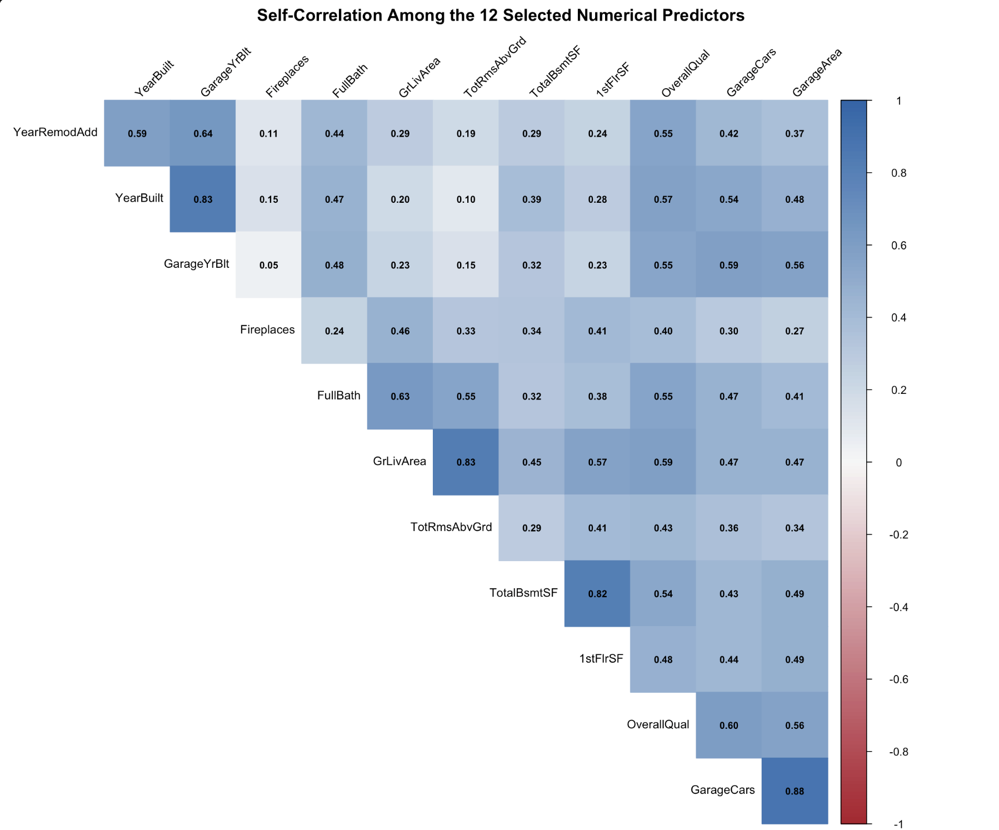 Self-Correlation Among the 12 Selected Numerical Predictors
YearBuilt GarageYrBlt Fireplaces FullBath GrLivArea TotRmsAbvGrd TotalBsmtSF 1stFlrSF OverallQual GarageCars GarageArea
YearRemodAdd 0.59 0.64 0.11 0.44 0.29 0.19 0.29 0.24 0.55 0.42 0.37
YearBuilt 0.83 0.15 0.47 0.20 0.10 0.39 0.28 0.57 0.54 0.48
GarageYrBlt 0.05 0.48 0.23 0.15 0.32 0.23 0.55 0.59 0.56
Fireplaces 0.24 0.46 0.33 0.34 0.41 0.40 0.30 0.27
FullBath 0.63 0.55 0.32 0.38 0.55 0.47 0.41
GrLivArea 0.83 0.45 0.57 0.59 0.47 0.47
TotRmsAbvGrd 0.29 0.41 0.43 0.36 0.34
TotalBsmtSF 0.82 0.54 0.43 0.49
1stFlrSF 0.48 0.44 0.49
OverallQual 0.60 0.56
GarageCars 0.88
1
0.8
0.6
0.4
0.2
0
-0.2
-0.4
-0.6
-0.8
-1